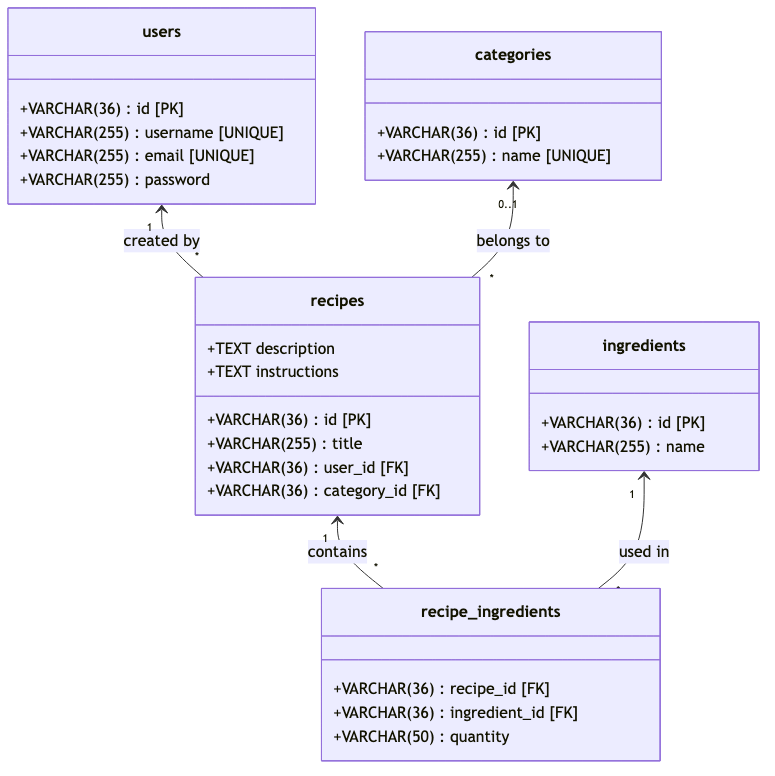 users
+VARCHAR(36) : id [PK]
+VARCHAR(255) : username [UNIQUE]
+VARCHAR(255) : email [UNIQUE]
+VARCHAR(255) : password
categories
+VARCHAR(36) : id [PK]
+VARCHAR(255) : name [UNIQUE]
1
created by
*
0..1
belongs to
*
recipes
+TEXT description
+TEXT instructions
+VARCHAR(36) : id [PK]
+VARCHAR(255) : title
+VARCHAR(36) : user_id [FK]
+VARCHAR(36) : category_id [FK]
ingredients
+VARCHAR(36) : id [PK]
+VARCHAR(255) : name
1
contains
*
1
used in
*
recipe_ingredients
+VARCHAR(36) : recipe_id [FK]
+VARCHAR(36) : ingredient_id [FK]
+VARCHAR(50) : quantity